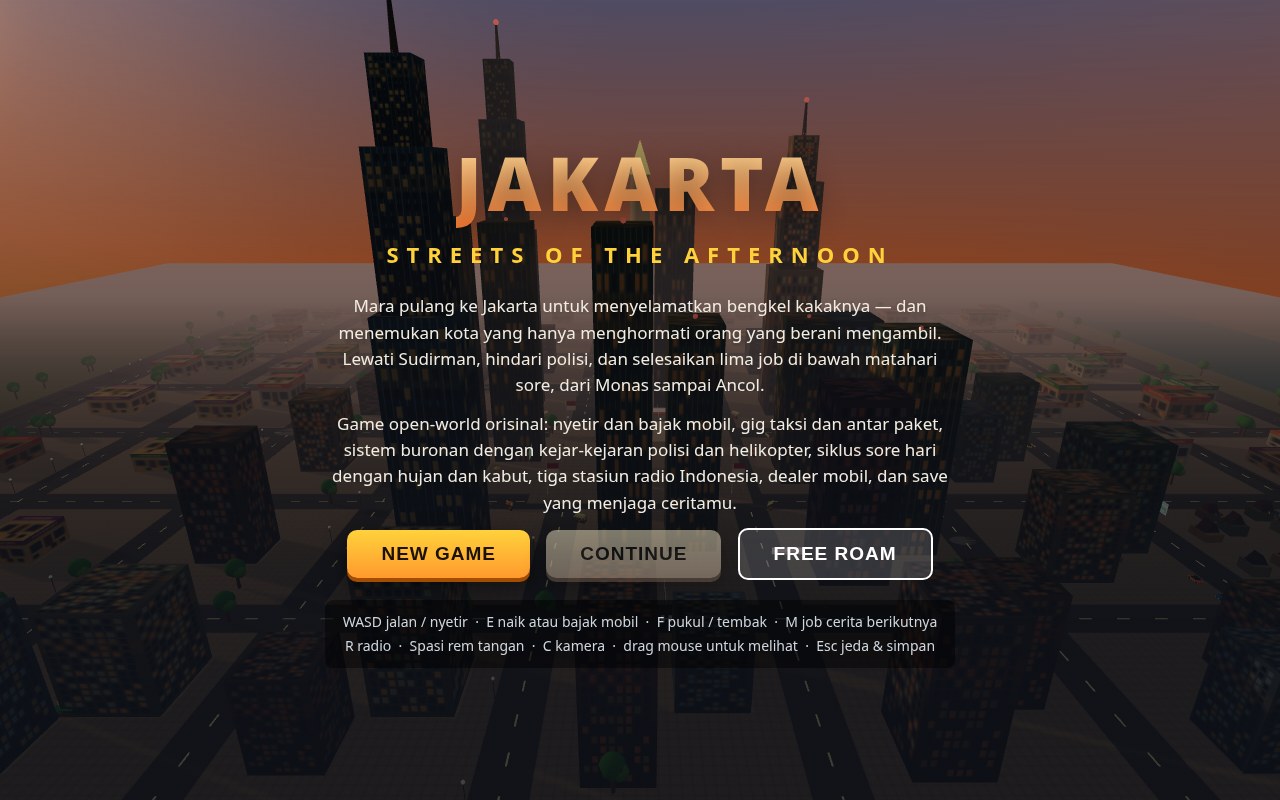 JAKARTA
STREETS OF THE AFTERNOON
Mara pulang ke Jakarta untuk menyelamatkan bengkel kakaknya — dan
menemukan kota yang hanya menghormati orang yang berani mengambil.
Lewati Sudirman, hindari polisi, dan selesaikan lima job di bawah matahari
sore, dari Monas sampai Ancol.
Game open-world orisinal: nyetir dan bajak mobil, gig taksi dan antar paket,
sistem buronan dengan kejar-kejaran polisi dan helikopter, siklus sore hari
dengan hujan dan kabut, tiga stasiun radio Indonesia, dealer mobil, dan save
yang menjaga ceritamu.
NEW GAME CONTINUE FREE ROAM
WASD jalan / nyetir · E naik atau bajak mobil · F pukul / tembak · M job cerita berikutnya
R radio · Spasi rem tangan · C kamera · drag mouse untuk melihat · Esc jeda & simpan